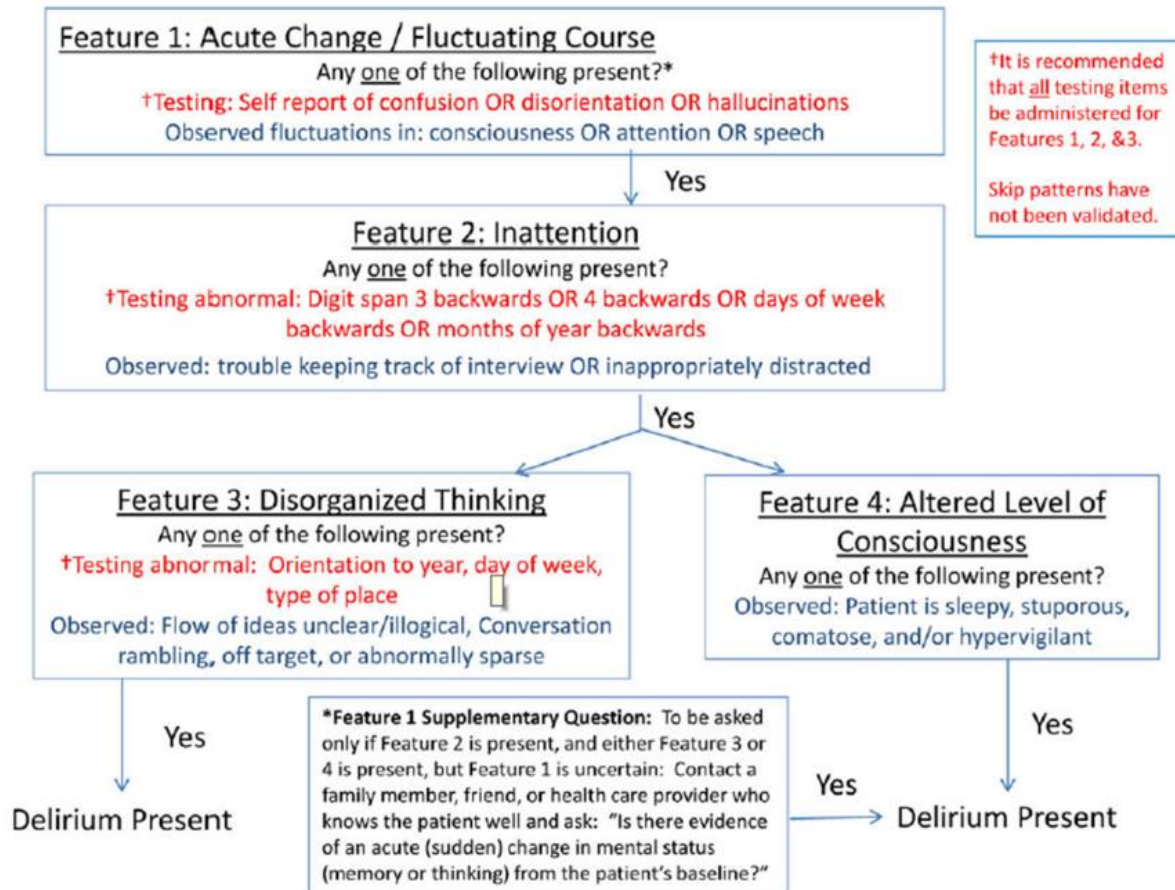 Feature 1: Acute Change / Fluctuating Course
Any one of the following present?*
†Testing: Self report of confusion OR disorientation OR hallucinations
Observed fluctuations in: consciousness OR attention OR speech
†It is recommended
that all testing items
be administered for
Features 1, 2, &3.
Skip patterns have
not been validated.
Yes
Feature 2: Inattention
Any one of the following present?
†Testing abnormal: Digit span 3 backwards OR 4 backwards OR days of week
backwards OR months of year backwards
Observed: trouble keeping track of interview OR inappropriately distracted
Yes
Feature 3: Disorganized Thinking
Any one of the following present?
†Testing abnormal: Orientation to year, day of week,
type of place
Observed: Flow of ideas unclear/illogical, Conversation
rambling, off target, or abnormally sparse
Feature 4: Altered Level of
Consciousness
Any one of the following present?
Observed: Patient is sleepy, stuporous,
comatose, and/or hypervigilant
Yes
Delirium Present
*Feature 1 Supplementary Question: To be asked
only if Feature 2 is present, and either Feature 3 or
4 is present, but Feature 1 is uncertain: Contact a
family member, friend, or health care provider who
knows the patient well and ask: “Is there evidence
of an acute (sudden) change in mental status
(memory or thinking) from the patient’s baseline?”
Yes
Yes
Delirium Present